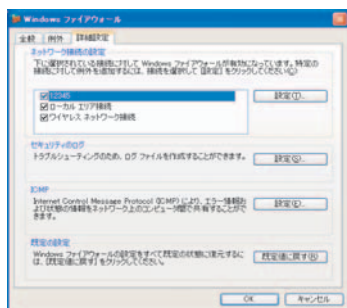 Windows ファイアウォール
全般 例外 詳細設定
ネットワーク接続の設定
下に選択されている接続に対して Windows ファイアウォールが有効になっています。特定の
接続に対して例外を追加するには、接続を選択して [設定] をクリックしてください(C)
12345
ローカル エリア接続
ワイヤレス ネットワーク接続
設定(T)...
セキュリティのログ
トラブルシューティングのため、ログ ファイルを作成することができます。
設定(S)...
ICMP
Internet Control Message Protocol (ICMP) により、エラー情報お
よび状態の情報をネットワーク上のコンピュータ間で共有することがで
きます。
設定(E)...
既定の設定
Windows ファイアウォールの設定をすべて既定の状態に復元するに
は、[既定値に戻す] をクリックしてください。
既定値に戻す(R)
OK キャンセル